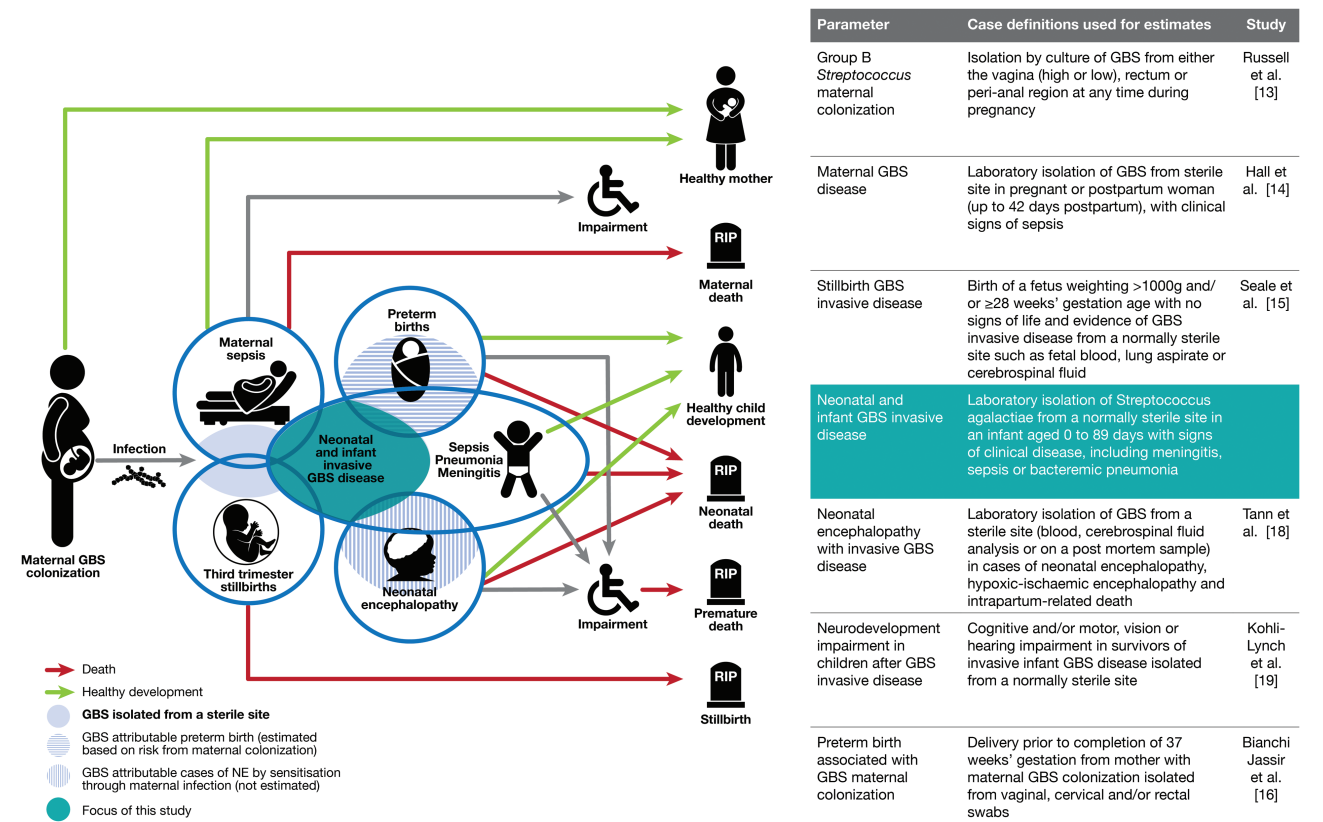 Healthy mother
Impairment
RIP
Maternal
death
Preterm
births
Maternal
sepsis
Healthy child
development
Infection
Neonatal
and infant
invasive
GBS disease
Sepsis
Pneumonia
Meningitis
RIP
Neonatal
death
Maternal GBS
colonization
Third trimester
stillbirths
Neonatal
encephalopathy
Impairment
RIP
Premature
death
RIP
Stillbirth
Death
Healthy development
GBS isolated from a sterile site
GBS attributable preterm birth (estimated
based on risk from maternal colonization)
GBS attributable cases of NE by sensitisation
through maternal infection (not estimated)
Focus of this study
Parameter Case definitions used for estimates Study
Group B
Streptococcus
maternal
colonization
Isolation by culture of GBS from either
the vagina (high or low), rectum or
peri-anal region at any time during
pregnancy
Russell
et al.
[13]
Maternal GBS
disease
Laboratory isolation of GBS from sterile
site in pregnant or postpartum woman
(up to 42 days postpartum), with clinical
signs of sepsis
Hall et
al. [14]
Stillbirth GBS
invasive disease
Birth of a fetus weighting >1000g and/
or ≥28 weeks’ gestation age with no
signs of life and evidence of GBS
invasive disease from a normally sterile
site such as fetal blood, lung aspirate or
cerebrospinal fluid
Seale et
al. [15]
Neonatal and
infant GBS invasive
disease
Laboratory isolation of Streptococcus
agalactiae from a normally sterile site in
an infant aged 0 to 89 days with signs
of clinical disease, including meningitis,
sepsis or bacteremic pneumonia
Neonatal
encephalopathy
with invasive GBS
disease
Laboratory isolation of GBS from a
sterile site (blood, cerebrospinal fluid
analysis or on a post mortem sample)
in cases of neonatal encephalopathy,
hypoxic-ischaemic encephalopathy and
intrapartum-related death
Tann et
al. [18]
Neurodevelopment
impairment in
children after GBS
invasive disease
Cognitive and/or motor, vision or
hearing impairment in survivors of
invasive infant GBS disease isolated
from a normally sterile site
Kohli-
Lynch
et al.
[19]
Preterm birth
associated with
GBS maternal
colonization
Delivery prior to completion of 37
weeks’ gestation from mother with
maternal GBS colonization isolated
from vaginal, cervical and/or rectal
swabs
Bianchi
Jassir
et al.
[16]